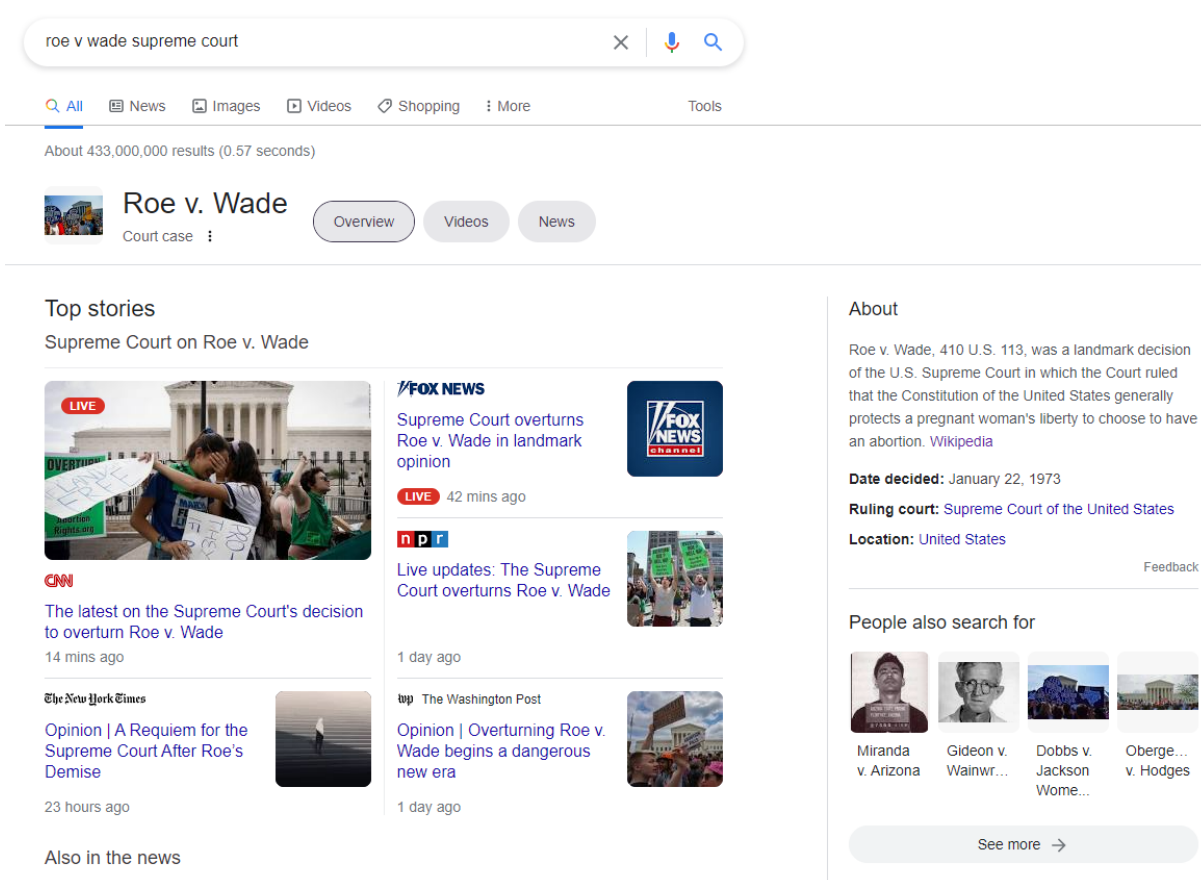 roe v wade supreme court
All News Images Videos Shopping More Tools
About 433,000,000 results (0.57 seconds)
Roe v. Wade
Court case
Overview Videos News
Top stories
Supreme Court on Roe v. Wade
LIVE
OVERTURN
Abortion
Rights.org
CNN
The latest on the Supreme Court's decision
to overturn Roe v. Wade
14 mins ago
FOX NEWS
Supreme Court overturns
Roe v. Wade in landmark
opinion
LIVE 42 mins ago
FOX
NEWS
channel
npr
Live updates: The Supreme
Court overturns Roe v. Wade
1 day ago
The New York Times
Opinion | A Requiem for the
Supreme Court After Roe’s
Demise
23 hours ago
wp The Washington Post
Opinion | Overturning Roe v.
Wade begins a dangerous
new era
1 day ago
Also in the news
About
Roe v. Wade, 410 U.S. 113, was a landmark decision
of the U.S. Supreme Court in which the Court ruled
that the Constitution of the United States generally
protects a pregnant woman's liberty to choose to have
an abortion. Wikipedia
Date decided: January 22, 1973
Ruling court: Supreme Court of the United States
Location: United States
Feedback
People also search for
Miranda
v. Arizona
Gideon v.
Wainwr...
Dobbs v.
Jackson
Wome...
Oberge...
v. Hodges
See more